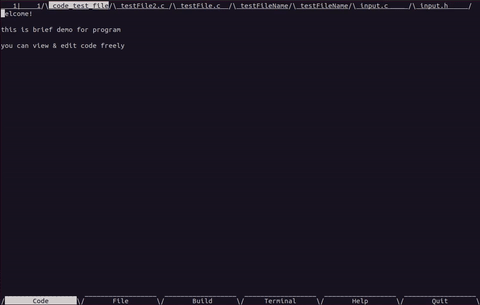 1| 1/\ code_test_file/\ testFile2.c /\ testFile.c /\ testFileName/\ testFileName/\ input.c /\ input.h /
Welcome!
this is brief demo for program
you can view & edit code freely
/ Code \/ File \/ Build \/ Terminal \/ Help \/ Quit \